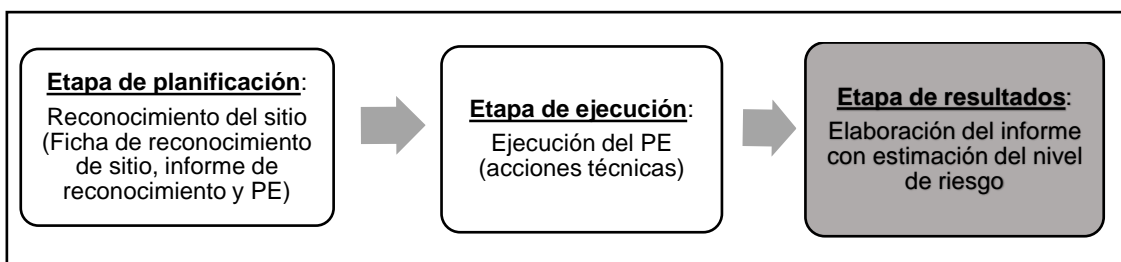 Etapa de planificación:
Reconocimiento del sitio
(Ficha de reconocimiento
de sitio, informe de
reconocimiento y PE)
Etapa de ejecución:
Ejecución del PE
(acciones técnicas)
Etapa de resultados:
Elaboración del informe
con estimación del nivel
de riesgo